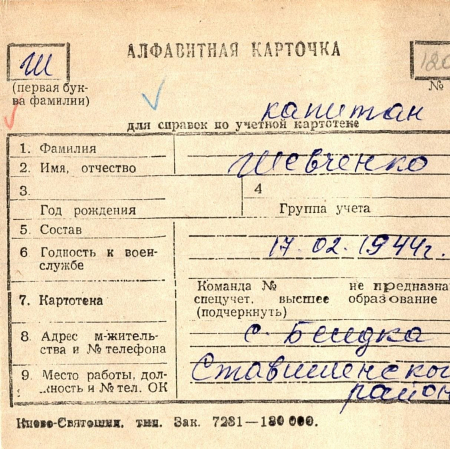 АЛФАВИТНАЯ КАРТОЧКА
Ш
(первая бук-
ва фамилии)
№
капитан
для справок по учетной картотеке
1. Фамилия
Шевченко
2. Имя, отчество
3.
Год рождения
4
Группа учета
5. Состав
17.02.1944г.
6 Годность к воен-
службе
7. Картотека
Команда № не предназна
спецучет, высшее образование
(подчеркнуть)
8. Адрес м-житель-
ства и № телефона
с.
9. Место работы, дол-
жность и № тел. ОК
Ставищенског
район
Киево-Святошин. тип. Зак. 7231—180 000.